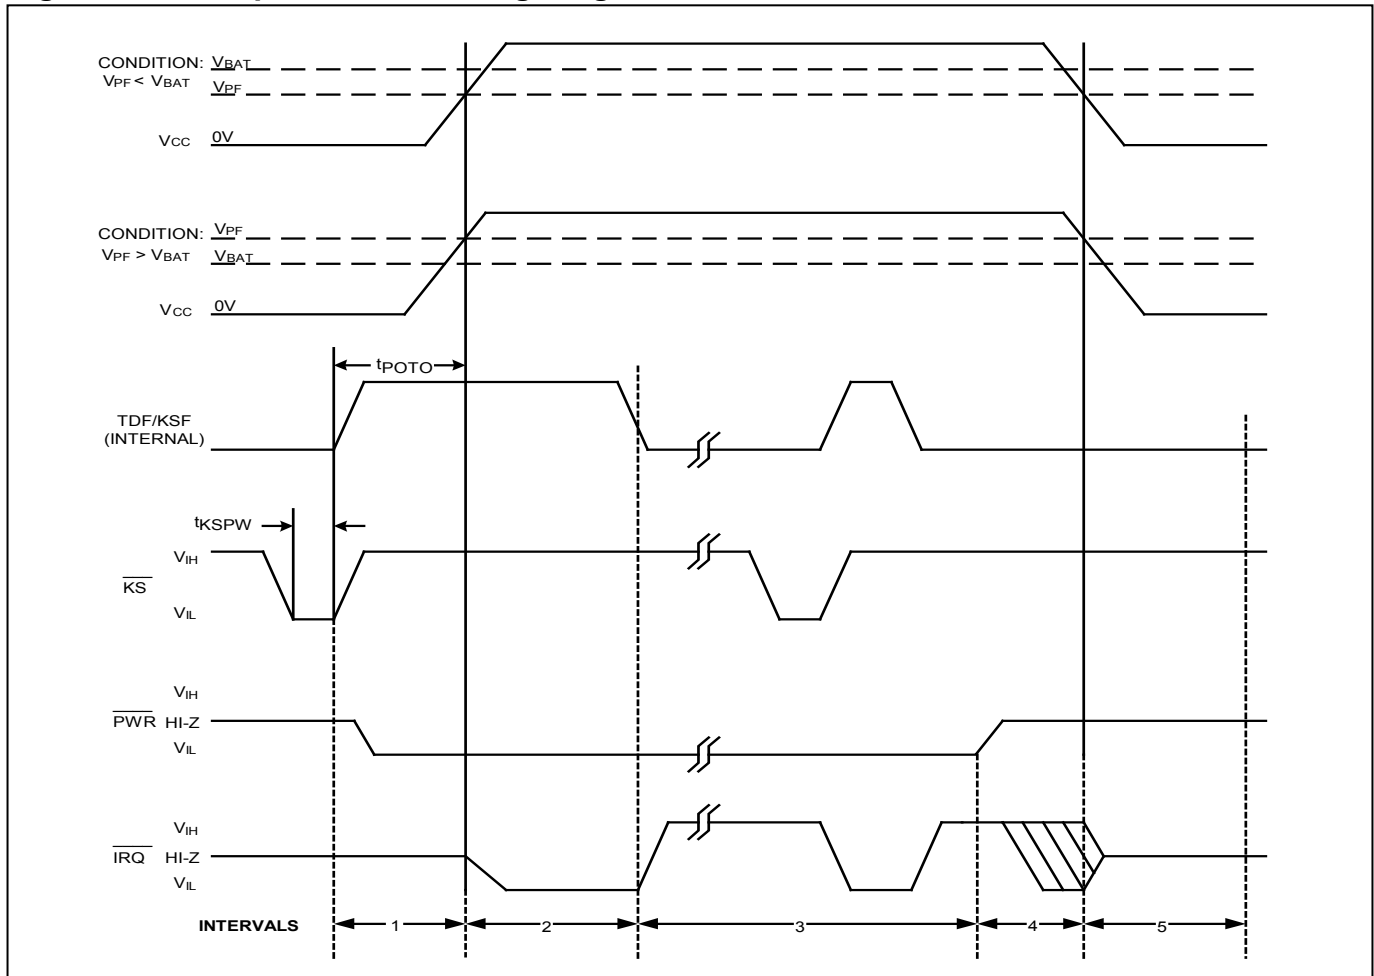 CONDITION: VBAT
VPF < VBAT VPF
VCC 0V
CONDITION: VPF
VPF > VBAT VBAT
VCC 0V
tPOTO
TDF/KSF
(INTERNAL)
tKSPW
VIH
KS
VIL
VIH
PWR HI-Z
VIL
VIH
IRQ HI-Z
VIL
INTERVALS 1 2 3 4 5